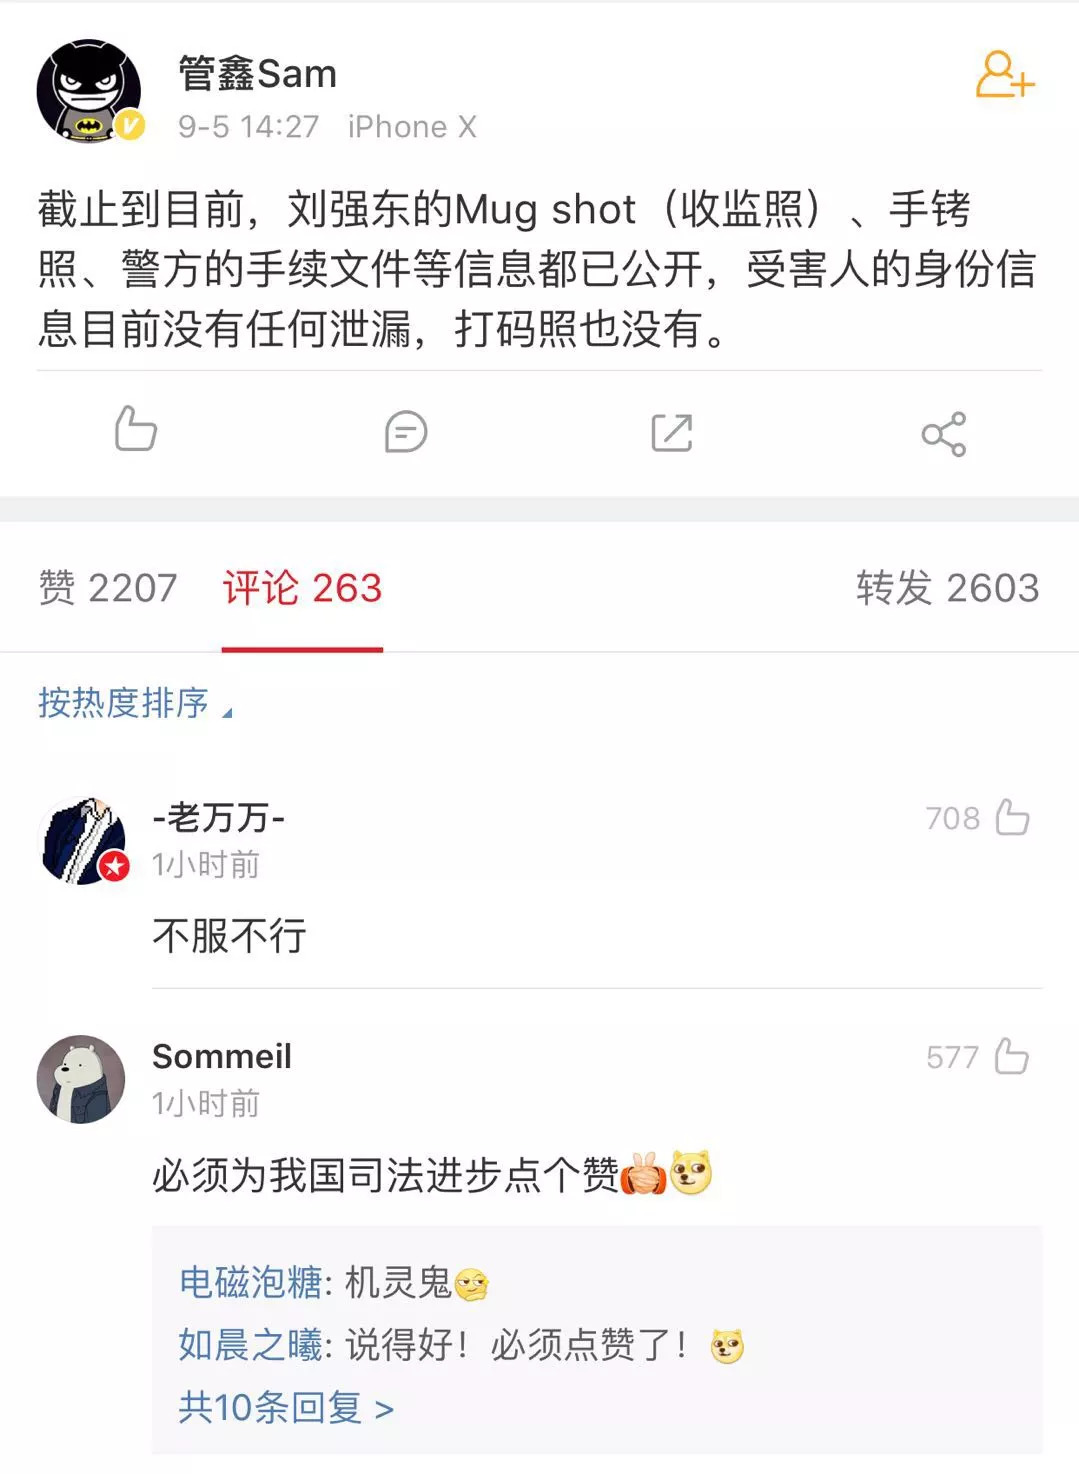 管鑫Sam
9-5 14:27 iPhone X
截止到目前，刘强东的Mug shot（收监照）、手铐
照、警方的手续文件等信息都已公开，受害人的身份信
息目前没有任何泄漏，打码照也没有。
赞 2207 评论 263 转发 2603
按热度排序
-老万万- 708
1小时前
不服不行
Sommeil 577
1小时前
必须为我国司法进步点个赞
电磁泡糖: 机灵鬼
如晨之曦: 说得好！必须点赞了！
共10条回复 >